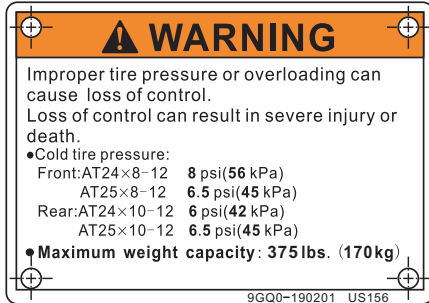 WARNING
Improper tire pressure or overloading can
cause loss of control.
Loss of control can result in severe injury or
death.
●Cold tire pressure:
Front:AT24×8-12 8 psi(56 kPa)
AT25×8-12 6.5 psi(45 kPa)
Rear:AT24×10-12 6 psi(42 kPa)
AT25×10-12 6.5 psi(45 kPa)
●Maximum weight capacity: 375 lbs. (170kg)
9GQ0-190201 US156